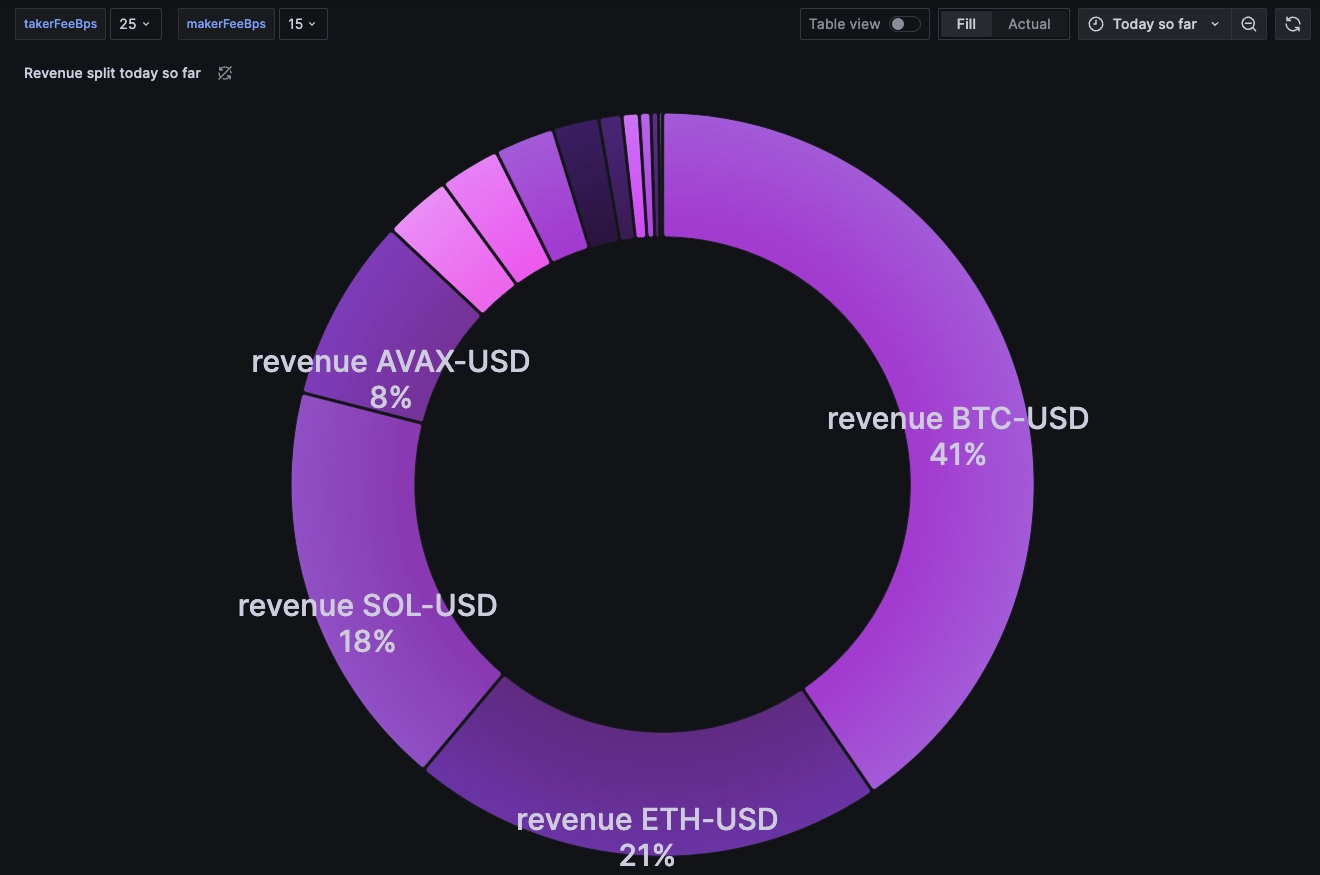 takerFeeBps 25 makerFeeBps 15 Table view Fill Actual Today so far
Revenue split today so far
revenue AVAX-USD
8%
revenue BTC-USD
41%
revenue SOL-USD
18%
revenue ETH-USD
21%